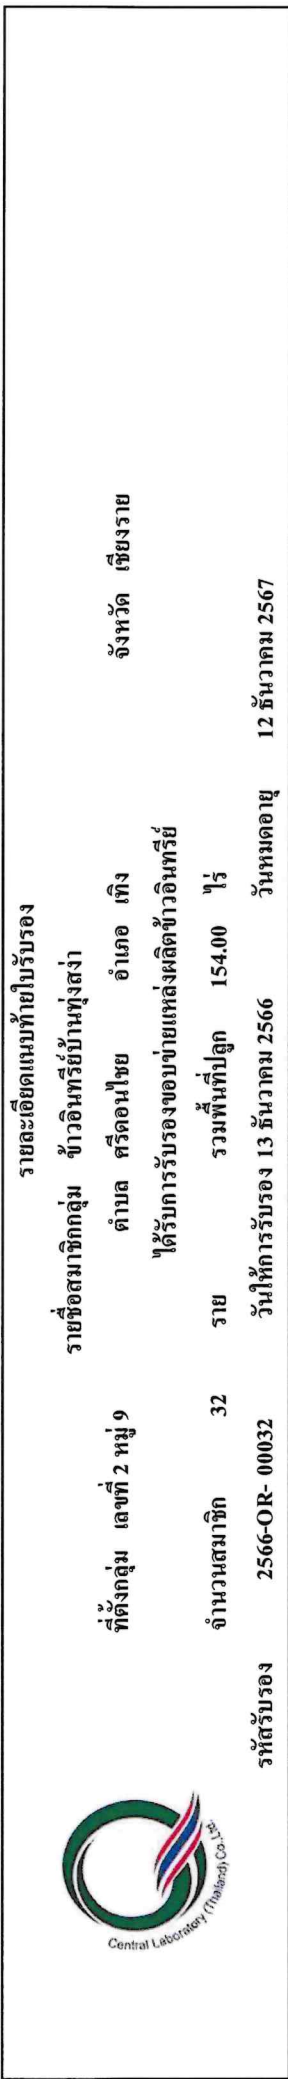 รายละเอียดแนบท้ายใบรับรอง
รายชื่อสมาชิกกลุ่ม ข้าวอินทรีย์บ้านทุ่งสง่า
ที่ตั้งกลุ่ม เลขที่ 2 หมู่ 9 ตำบล ศรีดอนไชย อำเภอ เทิง จังหวัด เชียงราย
ได้รับการรับรองขอบข่ายแหล่งผลิตข้าวอินทรีย์
จำนวนสมาชิก 32 ราย รวมพื้นที่ปลูก 154.00 ไร่
รหัสรับรอง 2566-OR- 00032 วันให้การรับรอง 13 ธันวาคม 2566 วันหมดอายุ 12 ธันวาคม 2567
Central Laboratory (Thailand) Co.,Ltd.